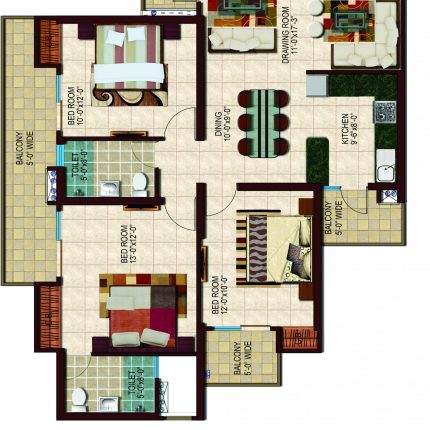 DRAWING ROOM
11'-0"x17'-3"
BED ROOM
10'-0"x12'-0"
DINING
10'-0"x9'-0"
KITCHEN
9'-6"x8'-0"
BALCONY
5'-0" WIDE
TOILET
5'-0"x8'-0"
BALCONY
5'-0" WIDE
BED ROOM
13'-0"x12'-0"
BED ROOM
12'-0"x10'-0"
BALCONY
5'-0" WIDE
TOILET
5'-0"x8'-0"